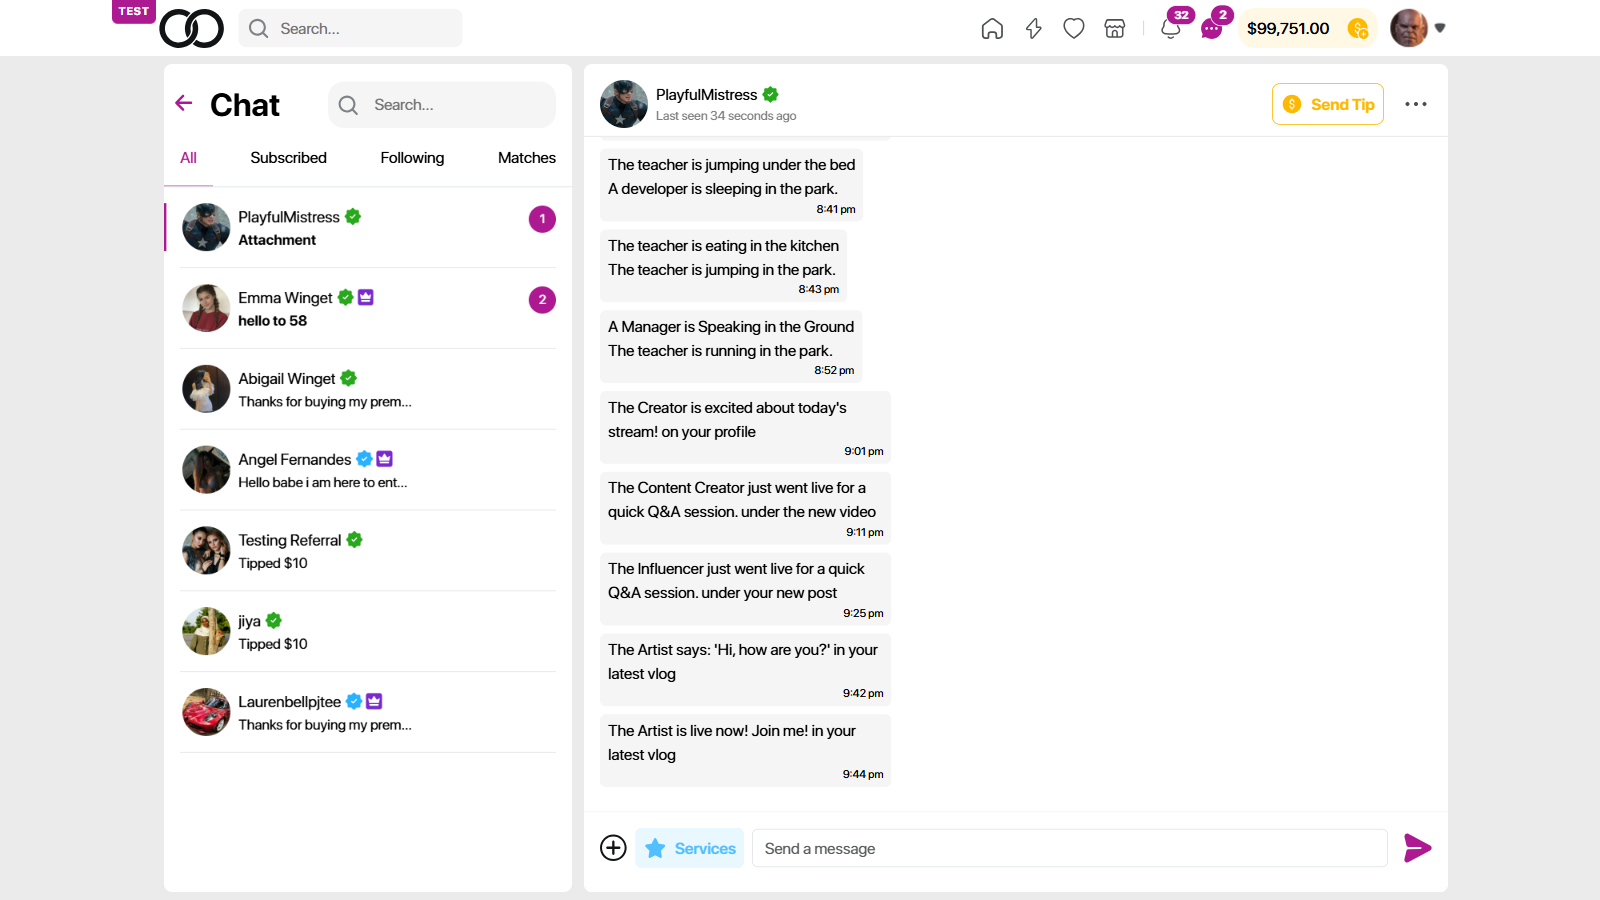 TEST
Search...
32
2
$99,751.00
Chat
Search...
All
Subscribed
Following
Matches
PlayfulMistress
Attachment
1
Emma Winget
hello to 58
2
Abigail Winget
Thanks for buying my prem...
Angel Fernandes
Hello babe i am here to ent...
Testing Referral
Tipped $10
jiya
Tipped $10
Laurenbellpjtee
Thanks for buying my prem...
PlayfulMistress
Last seen 34 seconds ago
Send Tip
The teacher is jumping under the bed
A developer is sleeping in the park.
8:41 pm
The teacher is eating in the kitchen
The teacher is jumping in the park.
8:43 pm
A Manager is Speaking in the Ground
The teacher is running in the park.
8:52 pm
The Creator is excited about today's
stream! on your profile
9:01 pm
The Content Creator just went live for a
quick Q&A session. under the new video
9:11 pm
The Influencer just went live for a quick
Q&A session. under your new post
9:25 pm
The Artist says: 'Hi, how are you?' in your
latest vlog
9:42 pm
The Artist is live now! Join me! in your
latest vlog
9:44 pm
Services
Send a message